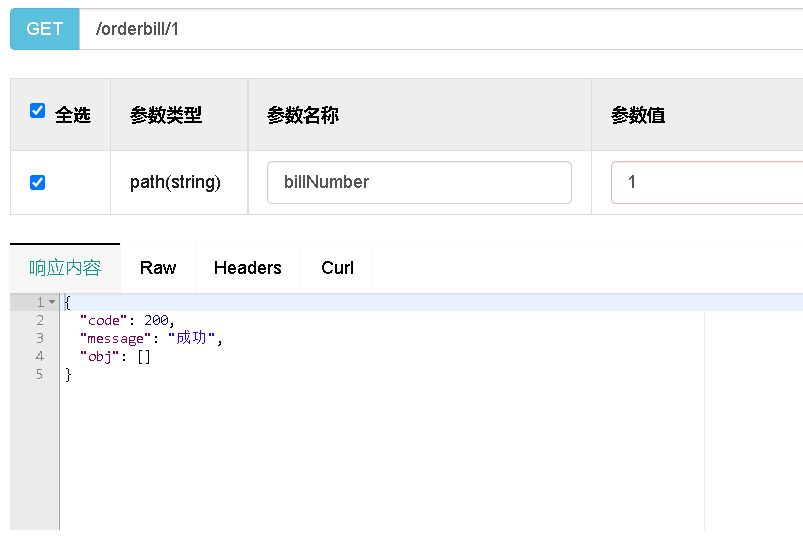 GET /orderbill/1
全选 参数类型 参数名称 参数值
path(string) billNumber 1
响应内容 Raw Headers Curl
1 {
2 "code": 200,
3 "message": "成功",
4 "obj": []
5 }